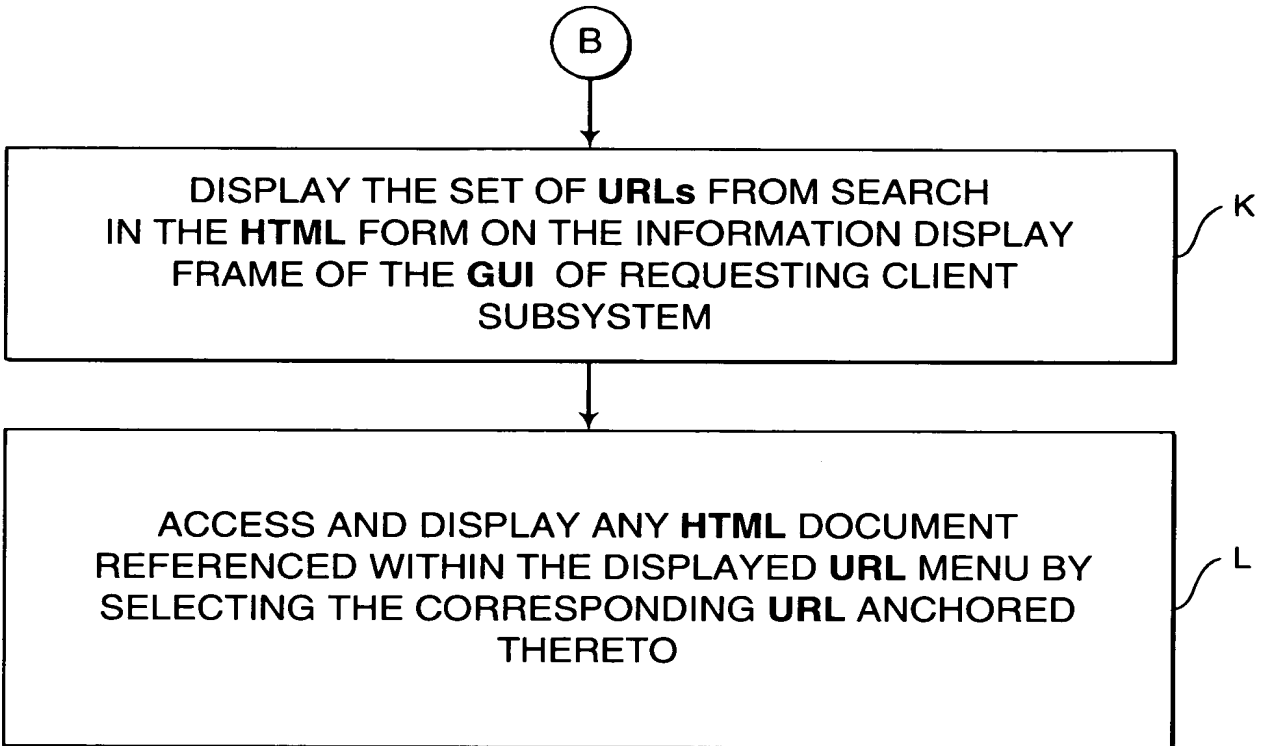 B
DISPLAY THE SET OF URLs FROM SEARCH
IN THE HTML FORM ON THE INFORMATION DISPLAY
FRAME OF THE GUI OF REQUESTING CLIENT
SUBSYSTEM
K
ACCESS AND DISPLAY ANY HTML DOCUMENT
REFERENCED WITHIN THE DISPLAYED URL MENU BY
SELECTING THE CORRESPONDING URL ANCHORED
THERETO
L